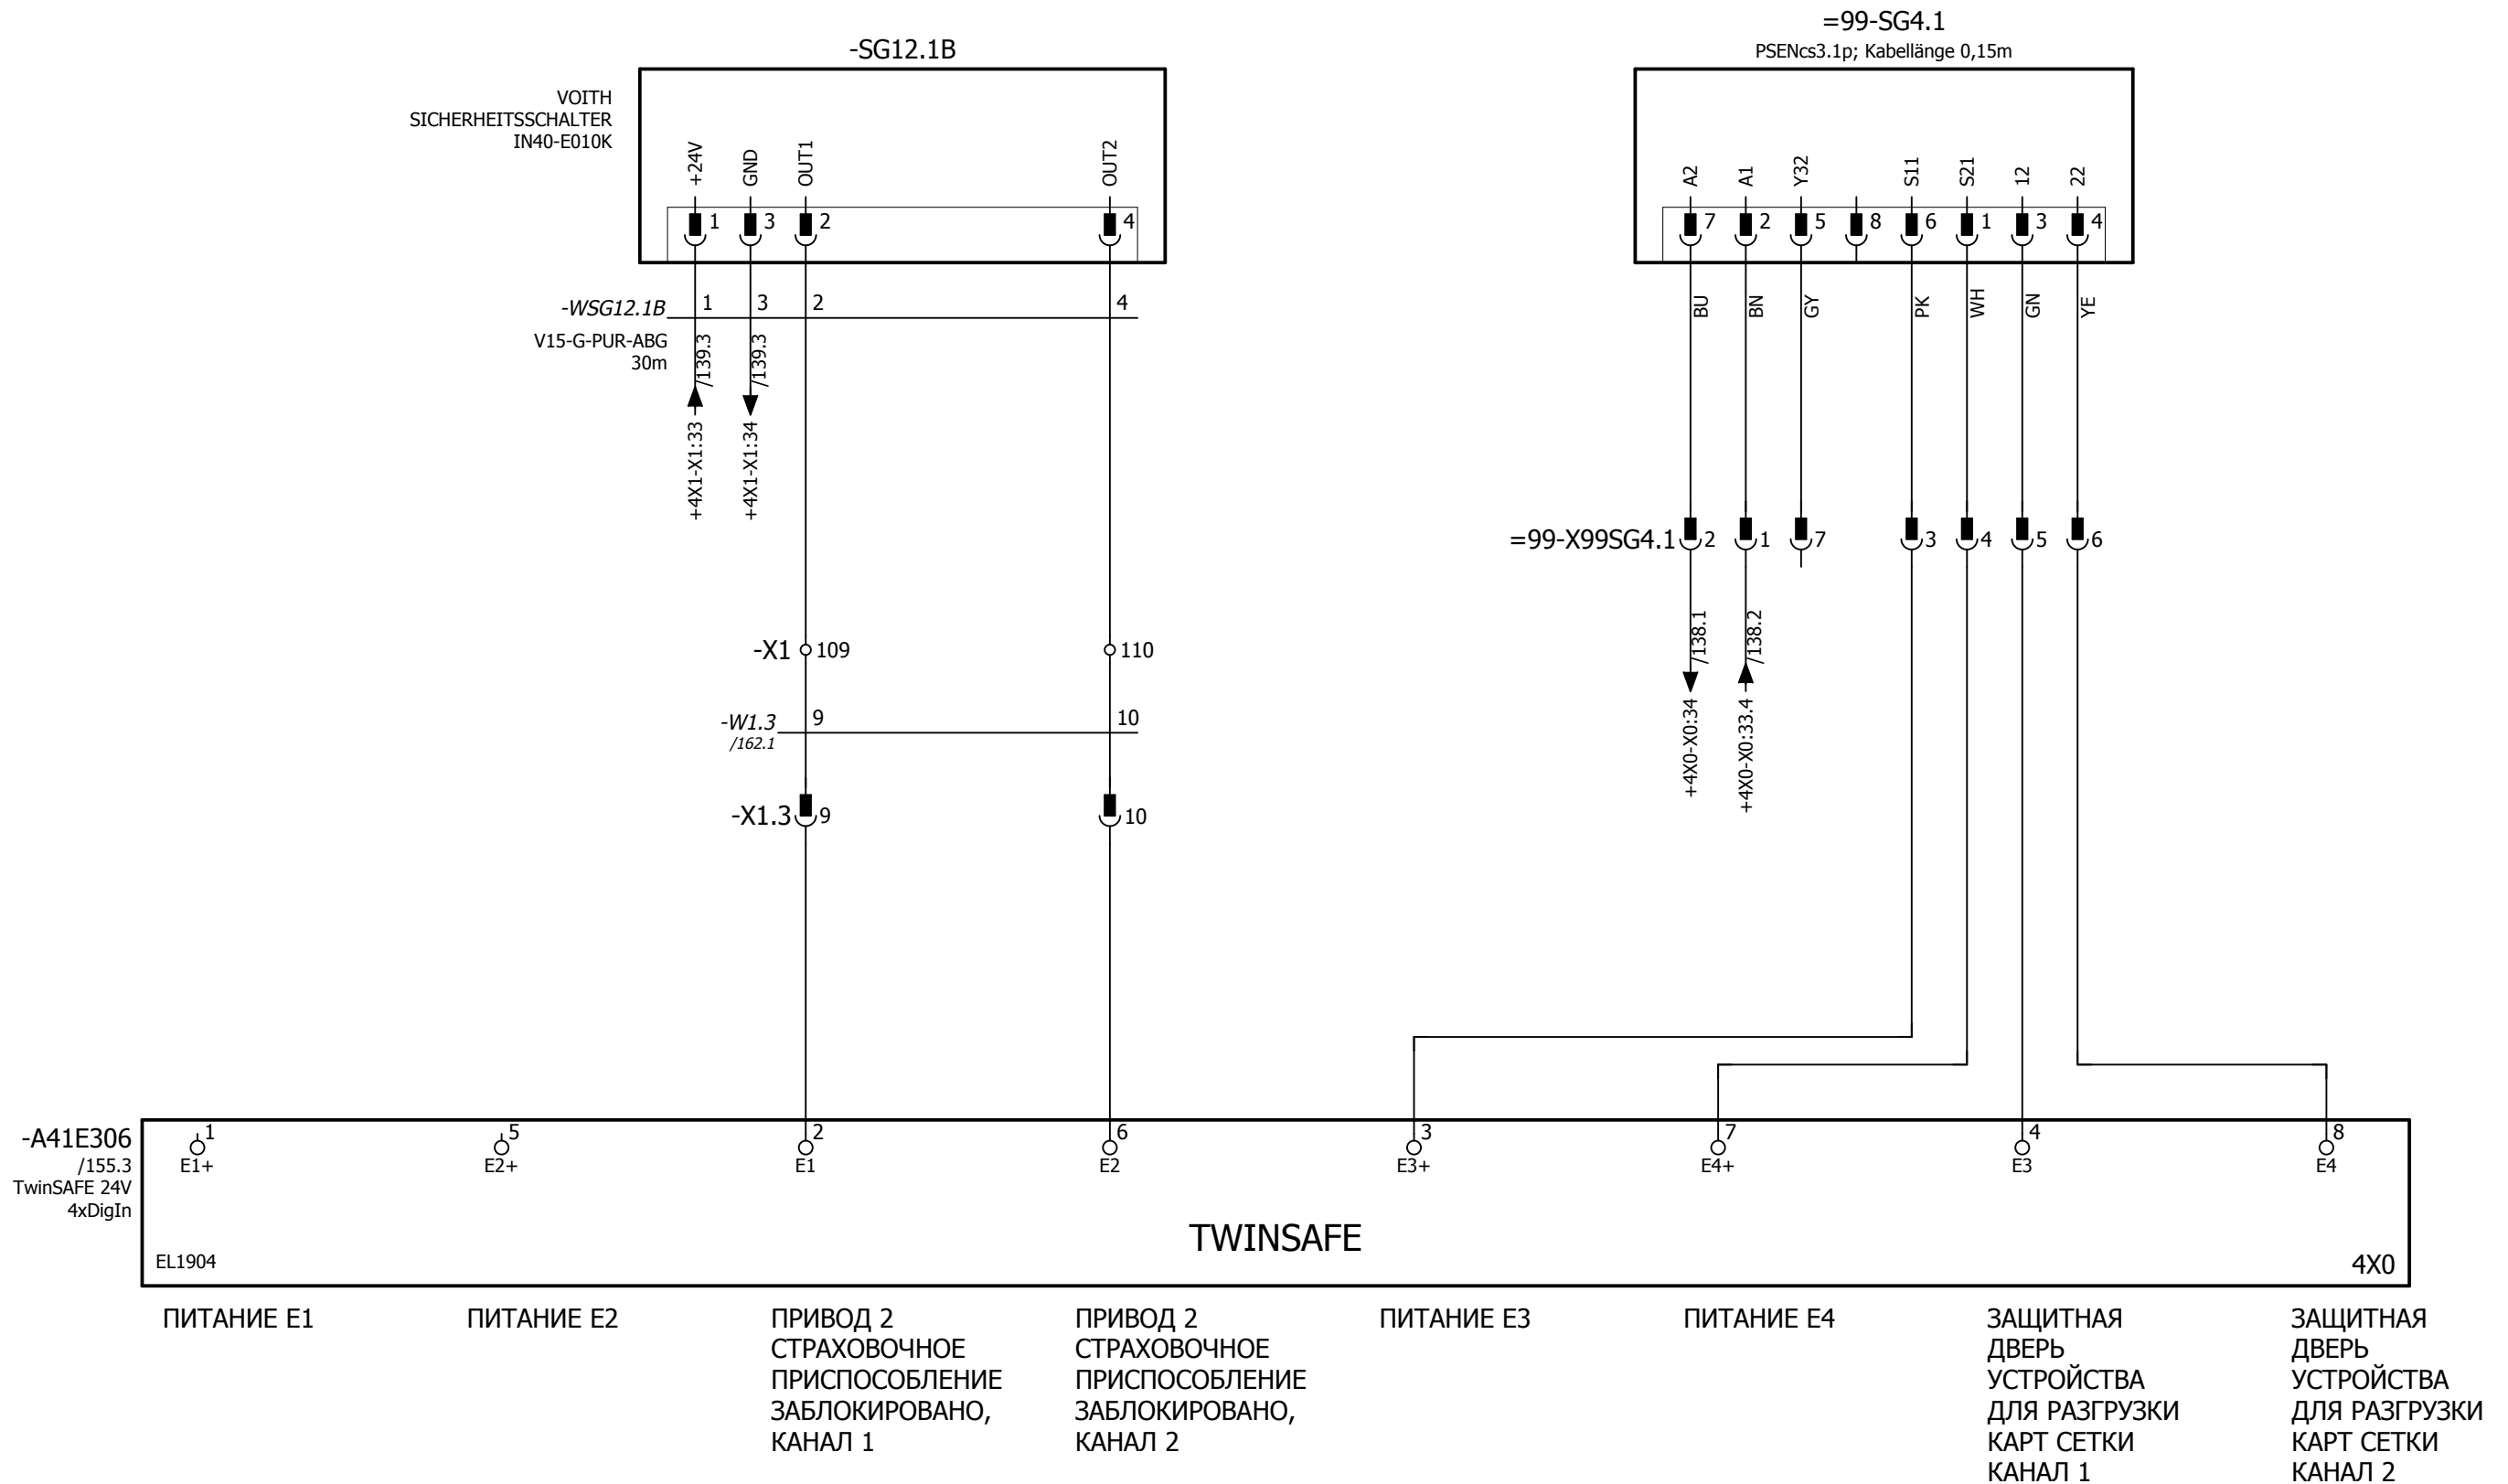 =99-SG4.1
PSENcs3.1p; Kabellänge 0,15m
-SG12.1B
VOITH
SICHERHEITSSCHALTER
IN40-E010K
+24V
GND
OUT1
OUT2
1
3
2
4
A2
A1
Y32
S11
S21
12
22
7
2
5
8
6
1
3
4
-WSG12.1B
1
3
2
4
V15-G-PUR-ABG
30m
/139.3
/139.3
+4X1-X1:33
+4X1-X1:34
BU
BN
GY
PK
WH
GN
YE
=99-X99SG4.1
2
1
7
3
4
5
6
/138.1
/138.2
+4X0-X0:34
+4X0-X0:33.4
-X1
109
110
-W1.3
/162.1
9
10
-X1.3
9
10
-A41E306
/155.3
TwinSAFE 24V
4xDigIn
1
5
2
6
3
7
4
8
E1+
E2+
E1
E2
E3+
E4+
E3
E4
TWINSAFE
EL1904
4X0
ПИТАНИЕ E1
ПИТАНИЕ E2
ПРИВОД 2
СТРАХОВОЧНОЕ
ПРИСПОСОБЛЕНИЕ
ЗАБЛОКИРОВАНО,
КАНАЛ 1
ПРИВОД 2
СТРАХОВОЧНОЕ
ПРИСПОСОБЛЕНИЕ
ЗАБЛОКИРОВАНО,
КАНАЛ 2
ПИТАНИЕ E3
ПИТАНИЕ E4
ЗАЩИТНАЯ
ДВЕРЬ
УСТРОЙСТВА
ДЛЯ РАЗГРУЗКИ
КАРТ СЕТКИ
КАНАЛ 1
ЗАЩИТНАЯ
ДВЕРЬ
УСТРОЙСТВА
ДЛЯ РАЗГРУЗКИ
КАРТ СЕТКИ
КАНАЛ 2